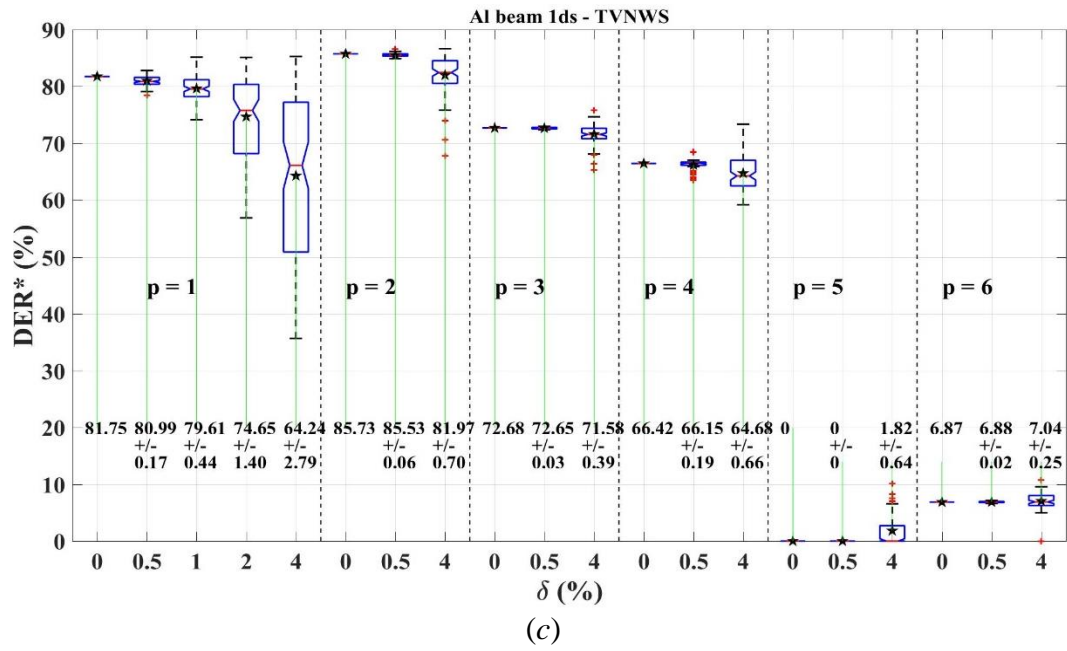 Al beam 1ds - TVNWS
90
80
70
60
50
40
30
20
10
0
DER* (%)
p = 1 p = 2 p = 3 p = 4 p = 5 p = 6
81.75 80.99 79.61 74.65 64.24 85.73 85.53 81.97 72.68 72.65 71.58 66.42 66.15 64.68 0 0 1.82 6.87 6.88 7.04
+/- +/- +/- +/- +/- +/- +/- +/- +/- +/- +/- +/- +/- +/-
0.17 0.44 1.40 2.79 0.06 0.70 0.03 0.39 0.19 0.66 0 0.64 0.02 0.25
0 0.5 1 2 4 0 0.5 4 0 0.5 4 0 0.5 4 0 0.5 4 0 0.5 4
δ (%)
(c)